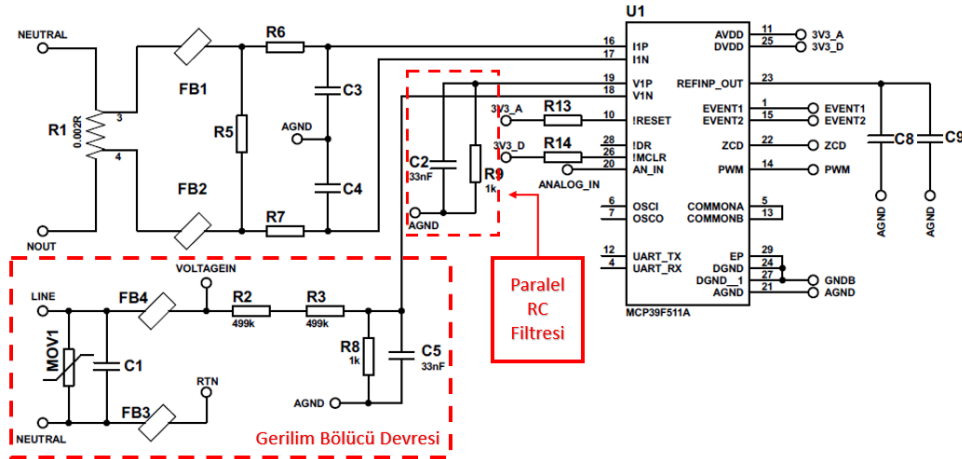 NEUTRAL
R1
0.002R
3
4
NOUT
FB1
FB2
R5
R6
R7
C3
C4
AGND
C2
33nF
R9
1k
AGND
3V3_A
R13
3V3_D
R14
ANALOG_IN
U1
16 I1P
17 I1N
19 V1P
18 V1N
10 !RESET
28 !DR
26 !MCLR
20 AN_IN
6 OSCI
7 OSCO
12 UART_TX
4 UART_RX
AVDD 11 3V3_A
DVDD 25 3V3_D
REFINP_OUT 23
EVENT1 1 EVENT1
EVENT2 15 EVENT2
ZCD 22 ZCD
PWM 14 PWM
COMMONA 5
COMMONB 13
EP 29
DGND 24
DGND__1 27 GNDB
AGND 21 AGND
MCP39F511A
C8
C9
AGND
AGND
Paralel
RC
Filtresi
LINE
MOV1
C1
NEUTRAL
FB4
FB3
VOLTAGEIN
RTN
R2
499k
R3
499k
R8
1k
C5
33nF
AGND
Gerilim Bölücü Devresi